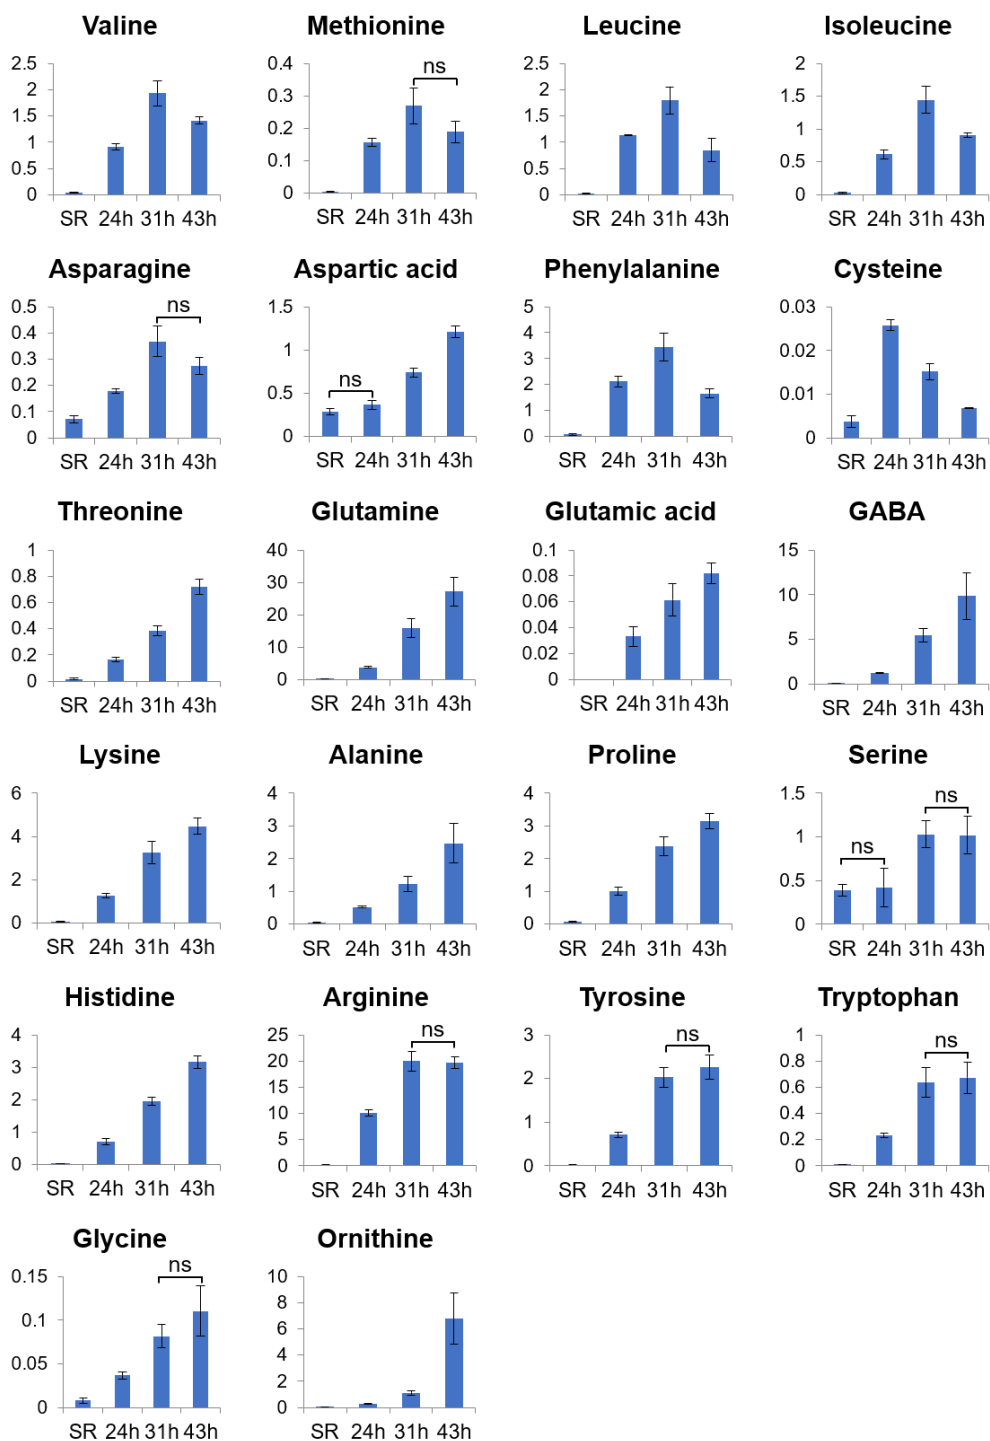 Valine Methionine Leucine Isoleucine
2.5 0.4 2.5 2
2 0.3 ns 2 1.5
1.5 0.2 1.5 1
1 0.1 1 0.5
0.5 0 0.5 0
0 0
SR 24h 31h 43h SR 24h 31h 43h SR 24h 31h 43h SR 24h 31h 43h
Asparagine Aspartic acid Phenylalanine Cysteine
0.5 ns 1.5 5 0.03
0.4 1 4 0.02
0.3 0.5 ns 3 0.01
0.2 0 2 0
0.1 1
0 0
SR 24h 31h 43h SR 24h 31h 43h SR 24h 31h 43h SR 24h 31h 43h
Threonine Glutamine Glutamic acid GABA
1 40 0.1 15
0.8 30 0.08 10
0.6 20 0.06 5
0.4 10 0.04 0
0.2 0 0.02
0 0
SR 24h 31h 43h SR 24h 31h 43h SR 24h 31h 43h SR 24h 31h 43h
Lysine Alanine Proline Serine
6 4 4 1.5 ns
4 3 3 1
2 2 2 0.5 ns
0 1 1 0
0 0
SR 24h 31h 43h SR 24h 31h 43h SR 24h 31h 43h SR 24h 31h 43h
Histidine Arginine Tyrosine Tryptophan
4 25 ns 3 ns 1 ns
3 20 2 0.8
2 15 1 0.6
1 10 0 0.4
0 5 0.2
0 0
SR 24h 31h 43h SR 24h 31h 43h SR 24h 31h 43h SR 24h 31h 43h
Glycine Ornithine
0.15 ns 10
0.1 8
0.05 6
0 4
2
0
SR 24h 31h 43h SR 24h 31h 43h